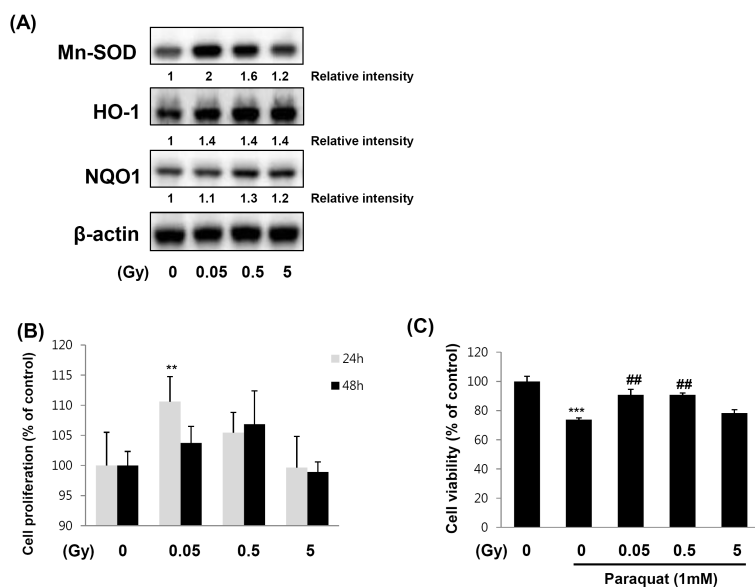 (A)
Mn-SOD
1 2 1.6 1.2 Relative intensity
HO-1
1 1.4 1.4 1.4 Relative intensity
NQO1
1 1.1 1.3 1.2 Relative intensity
β-actin
(Gy) 0 0.05 0.5 5
(B)
Cell proliferation (% of control)
120
115
110
105
100
95
90
**
24h
48h
(Gy) 0 0.05 0.5 5
(C)
Cell viability (% of control)
120
100
80
60
40
20
0
***
##
##
(Gy) 0 0 0.05 0.5 5
Paraquat (1mM)